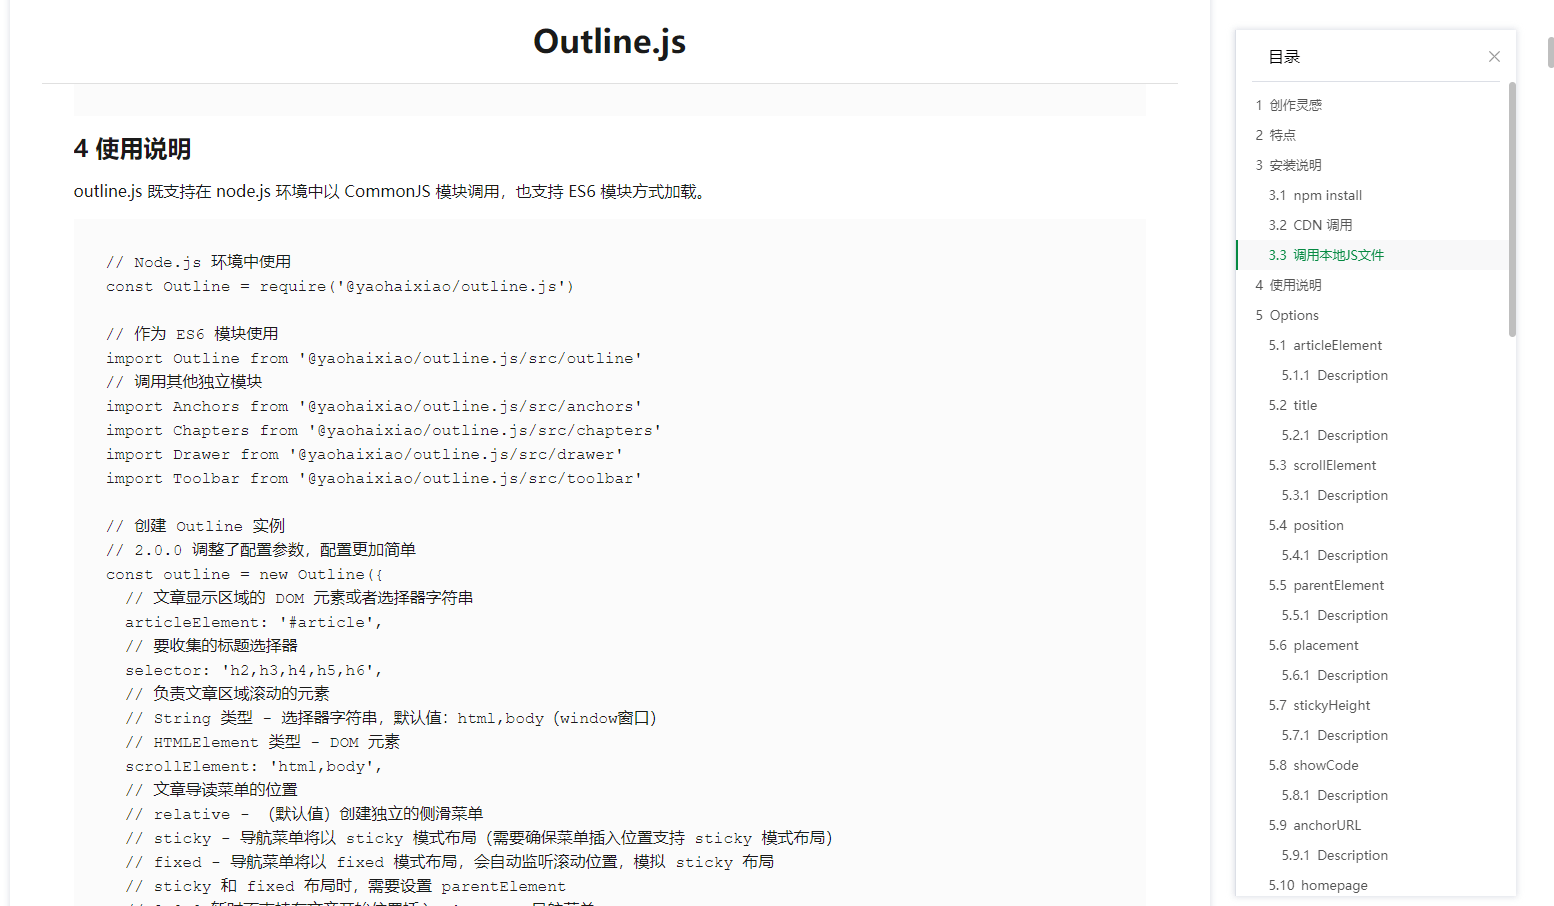 Outline.js
4 使用说明
outline.js 既支持在 node.js 环境中以 CommonJS 模块调用，也支持 ES6 模块方式加载。
// Node.js 环境中使用
const Outline = require('@yaohaixiao/outline.js')
// 作为 ES6 模块使用
import Outline from '@yaohaixiao/outline.js/src/outline'
// 调用其他独立模块
import Anchors from '@yaohaixiao/outline.js/src/anchors'
import Chapters from '@yaohaixiao/outline.js/src/chapters'
import Drawer from '@yaohaixiao/outline.js/src/drawer'
import Toolbar from '@yaohaixiao/outline.js/src/toolbar'
// 创建 Outline 实例
// 2.0.0 调整了配置参数，配置更加简单
const outline = new Outline({
// 文章显示区域的 DOM 元素或者选择器字符串
articleElement: '#article',
// 要收集的标题选择器
selector: 'h2,h3,h4,h5,h6',
// 负责文章区域滚动的元素
// String 类型 - 选择器字符串，默认值：html,body（window窗口）
// HTMLElement 类型 - DOM 元素
scrollElement: 'html,body',
// 文章导读菜单的位置
// relative - （默认值）创建独立的侧滑菜单
// sticky - 导航菜单将以 sticky 模式布局（需要确保菜单插入位置支持 sticky 模式布局）
// fixed - 导航菜单将以 fixed 模式布局，会自动监听滚动位置，模拟 sticky 布局
// sticky 和 fixed 布局时，需要设置 parentElement
目录
1 创作灵感
2 特点
3 安装说明
3.1 npm install
3.2 CDN 调用
3.3 调用本地JS文件
4 使用说明
5 Options
5.1 articleElement
5.1.1 Description
5.2 title
5.2.1 Description
5.3 scrollElement
5.3.1 Description
5.4 position
5.4.1 Description
5.5 parentElement
5.5.1 Description
5.6 placement
5.6.1 Description
5.7 stickyHeight
5.7.1 Description
5.8 showCode
5.8.1 Description
5.9 anchorURL
5.9.1 Description
5.10 homepage